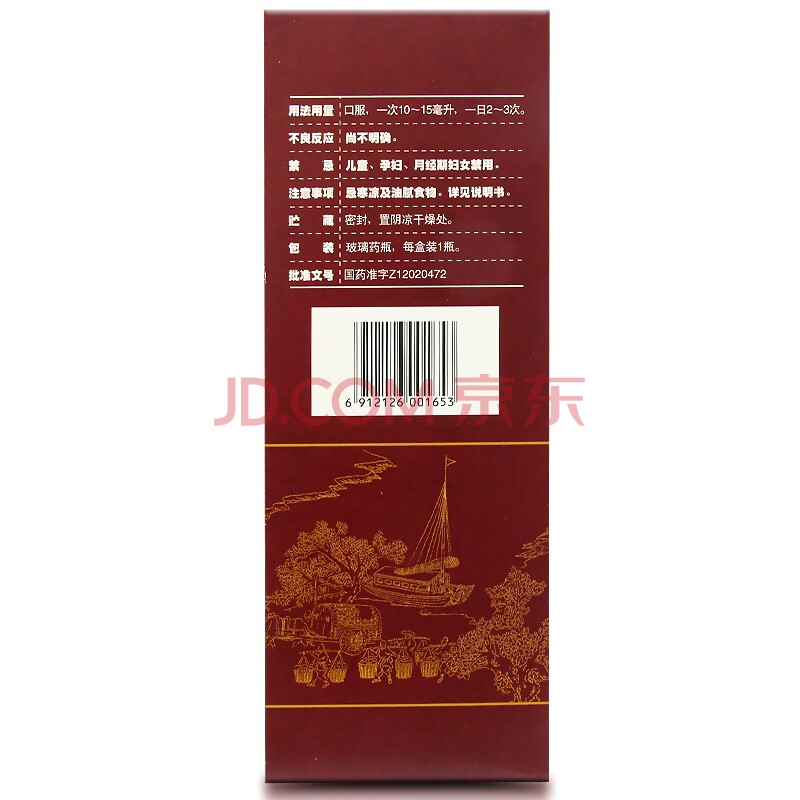 用法用量 口服，一次10～15毫升，一日2～3次。
不良反应 尚不明确。
禁忌 儿童、孕妇、月经期妇女禁用。
注意事项 忌寒凉及油腻食物。详见说明书。
贮藏 密封，置阴凉干燥处。
包装 玻璃药瓶，每盒装1瓶。
批准文号 国药准字Z12020472
6 912126 001653
JD.COM 京东